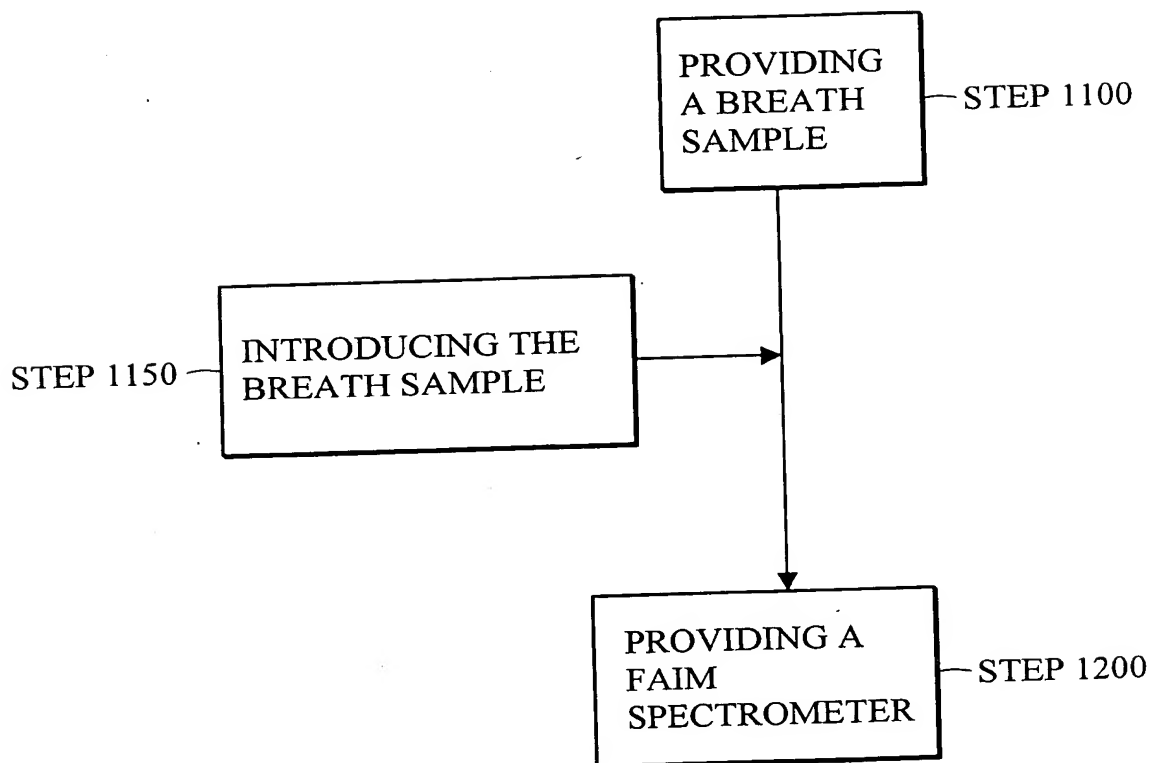 PROVIDING
A BREATH
SAMPLE
STEP 1100
INTRODUCING THE
BREATH SAMPLE
STEP 1150
PROVIDING A
FAIM
SPECTROMETER
STEP 1200